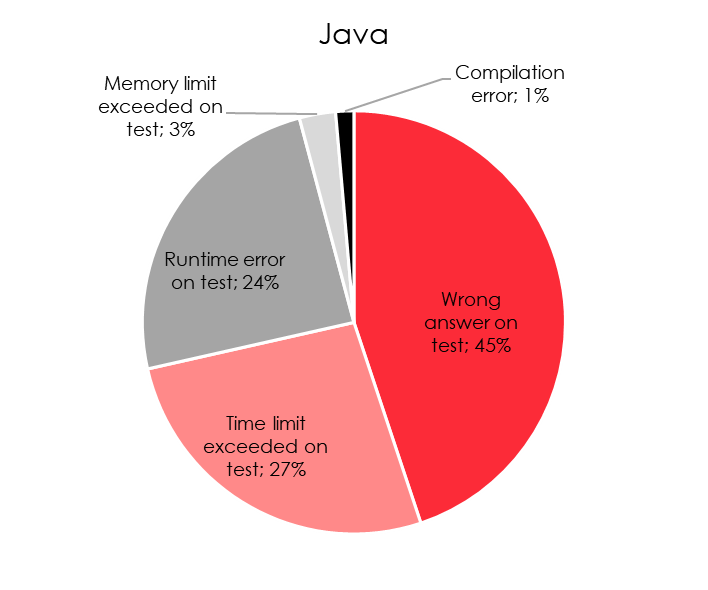 Java
Memory limit
exceeded on
test; 3%
Compilation
error; 1%
Runtime error
on test; 24%
Wrong
answer on
test; 45%
Time limit
exceeded on
test; 27%